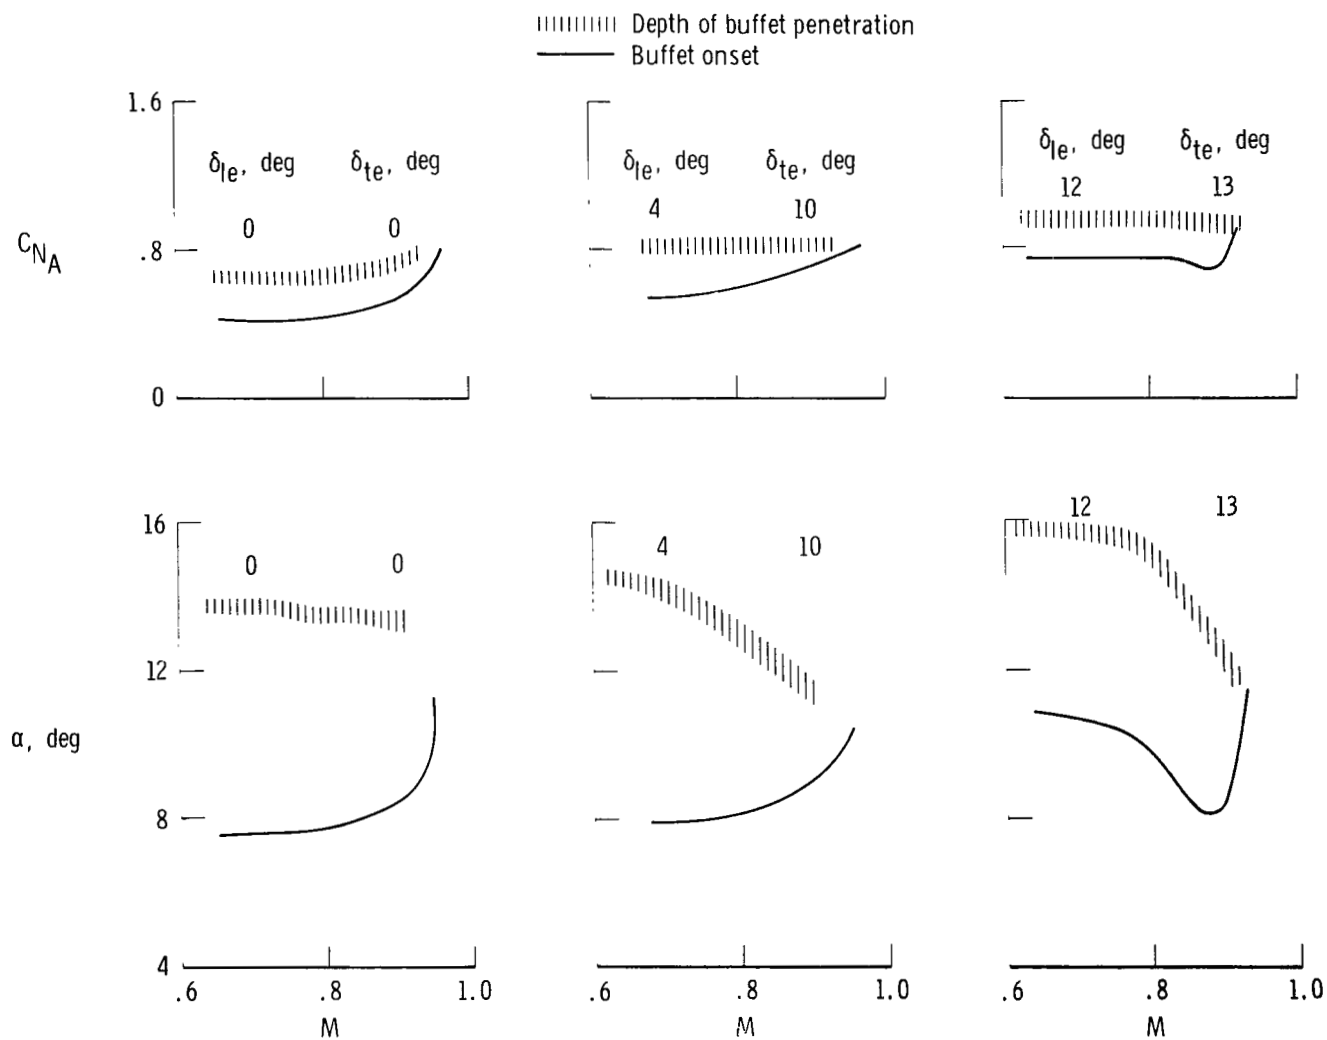 Depth of buffet penetration
Buffet onset
1.6
δle, deg δte, deg
0 0
δle, deg δte, deg
4 10
δle, deg δte, deg
12 13
CNA
.8
0
16
0 0
4 10
12 13
12
α, deg
8
4
.6 .8 1.0
.6 .8 1.0
.6 .8 1.0
M
M
M